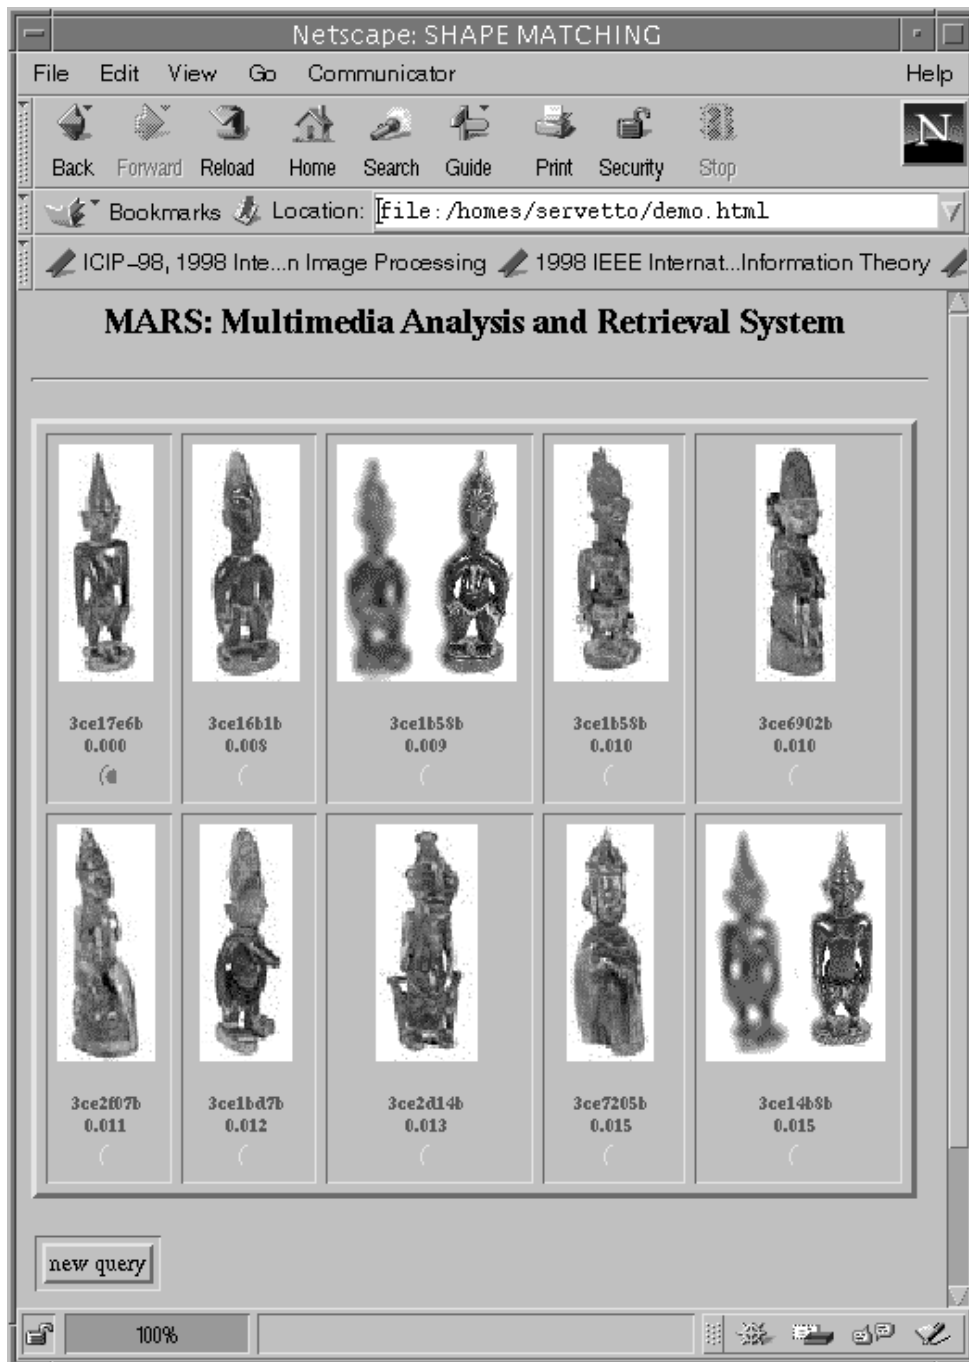 Netscape: SHAPE MATCHING
File Edit View Go Communicator Help
N
Back Forward Reload Home Search Guide Print Security Stop
Bookmarks Location: file:/homes/servetto/demo.html
ICIP-98, 1998 Inte...n Image Processing 1998 IEEE Internat...Information Theory
MARS: Multimedia Analysis and Retrieval System
3ce17e6b 3ce16b1b 3ce1b58b 3ce1b58b 3ce6902b
0.000 0.008 0.009 0.010 0.010
3ce2f07b 3ce1bd7b 3ce2d14b 3ce7205b 3ce14b8b
0.011 0.012 0.013 0.015 0.015
new query
100%